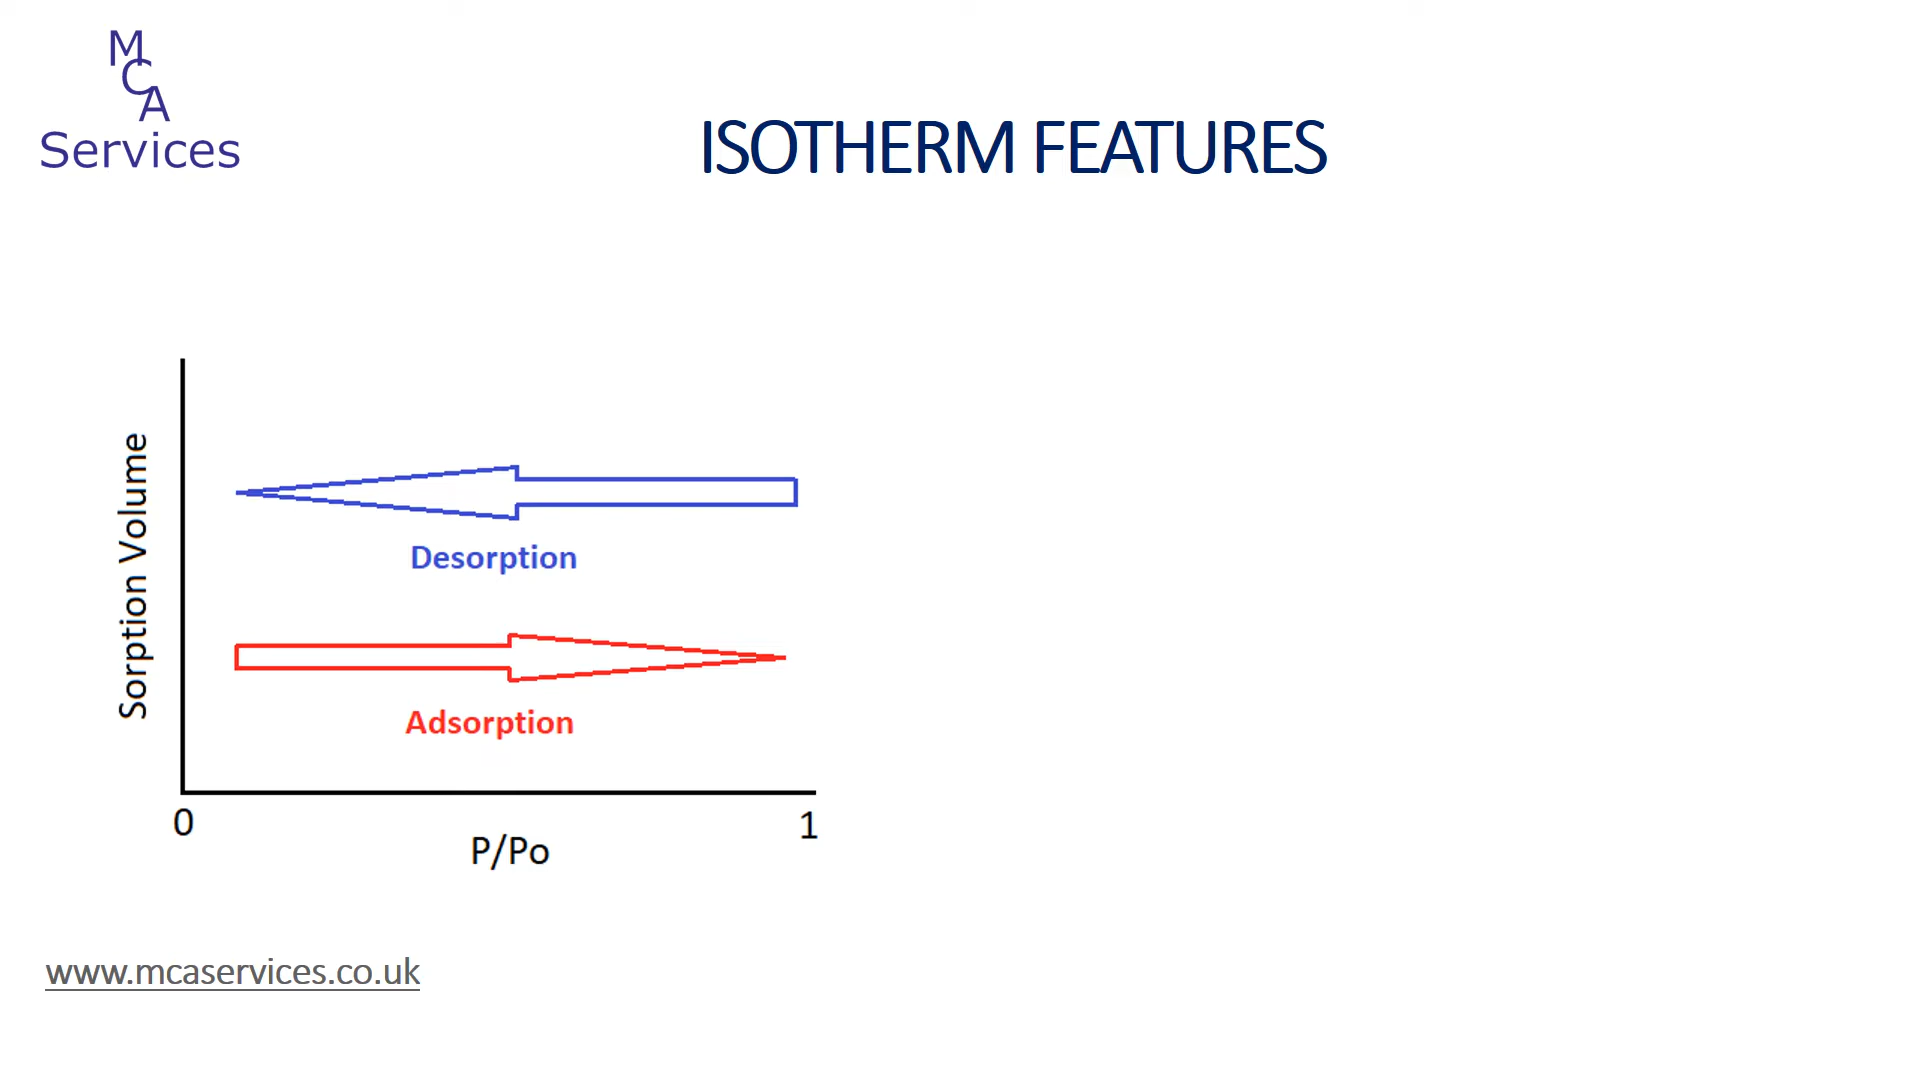 M
C
A
Services
ISOTHERM FEATURES
Sorption Volume
Desorption
Adsorption
0
1
P/Po
www.mcaservices.co.uk